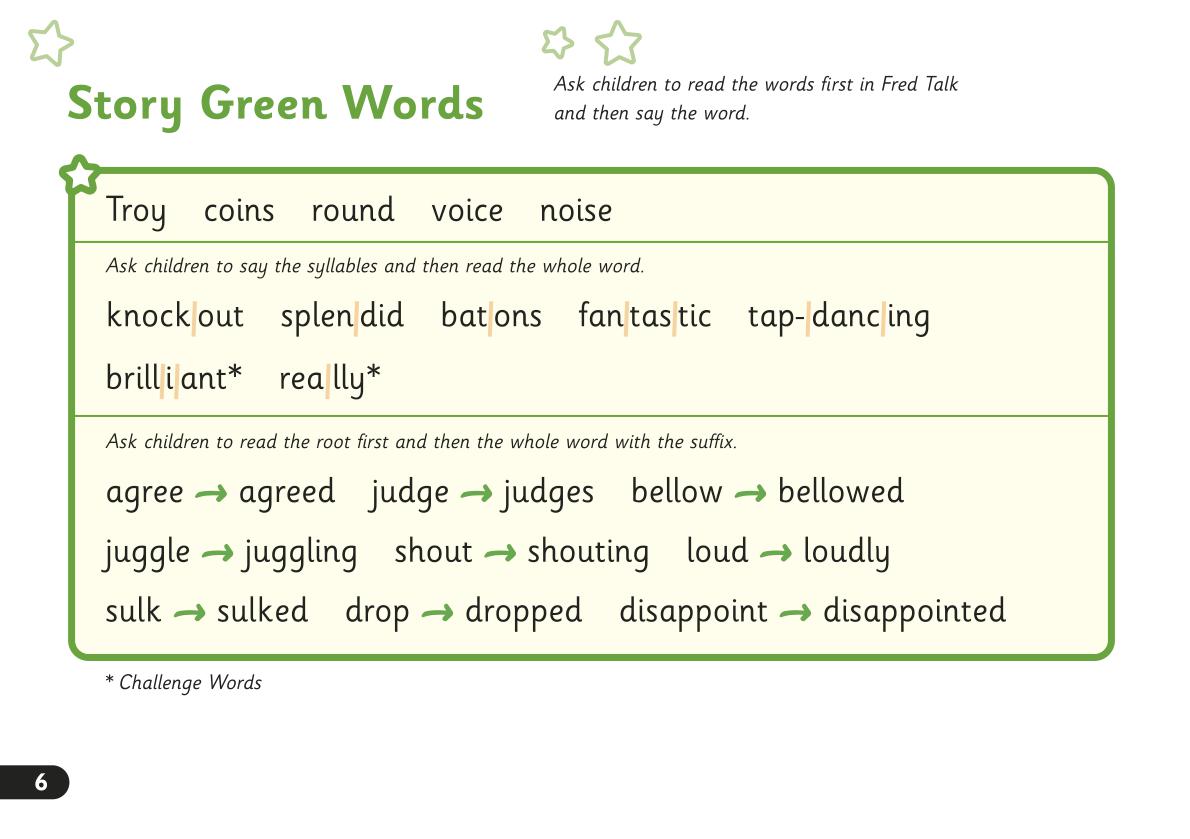 Story Green Words
Ask children to read the words first in Fred Talk
and then say the word.
Troy coins round voice noise
Ask children to say the syllables and then read the whole word.
knock|out splen|did bat|ons fan|tas|tic tap-|danc|ing
brill|i|ant* rea|lly*
Ask children to read the root first and then the whole word with the suffix.
agree → agreed judge → judges bellow → bellowed
juggle → juggling shout → shouting loud → loudly
sulk → sulked drop → dropped disappoint → disappointed
* Challenge Words
6